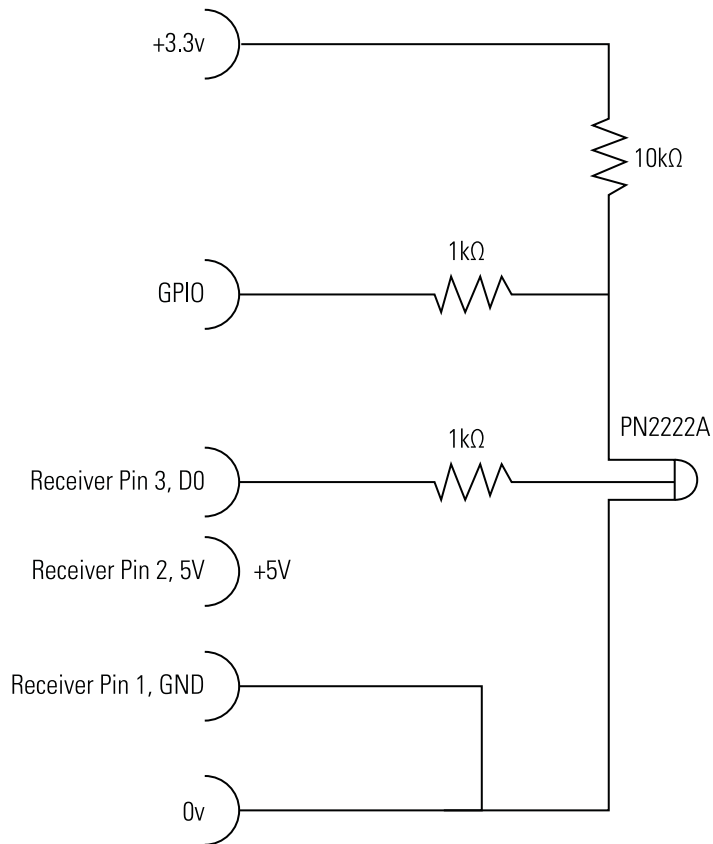 +3.3v
10kΩ
1kΩ
GPIO
PN2222A
1kΩ
Receiver Pin 3, D0
Receiver Pin 2, 5V
+5V
Receiver Pin 1, GND
0v